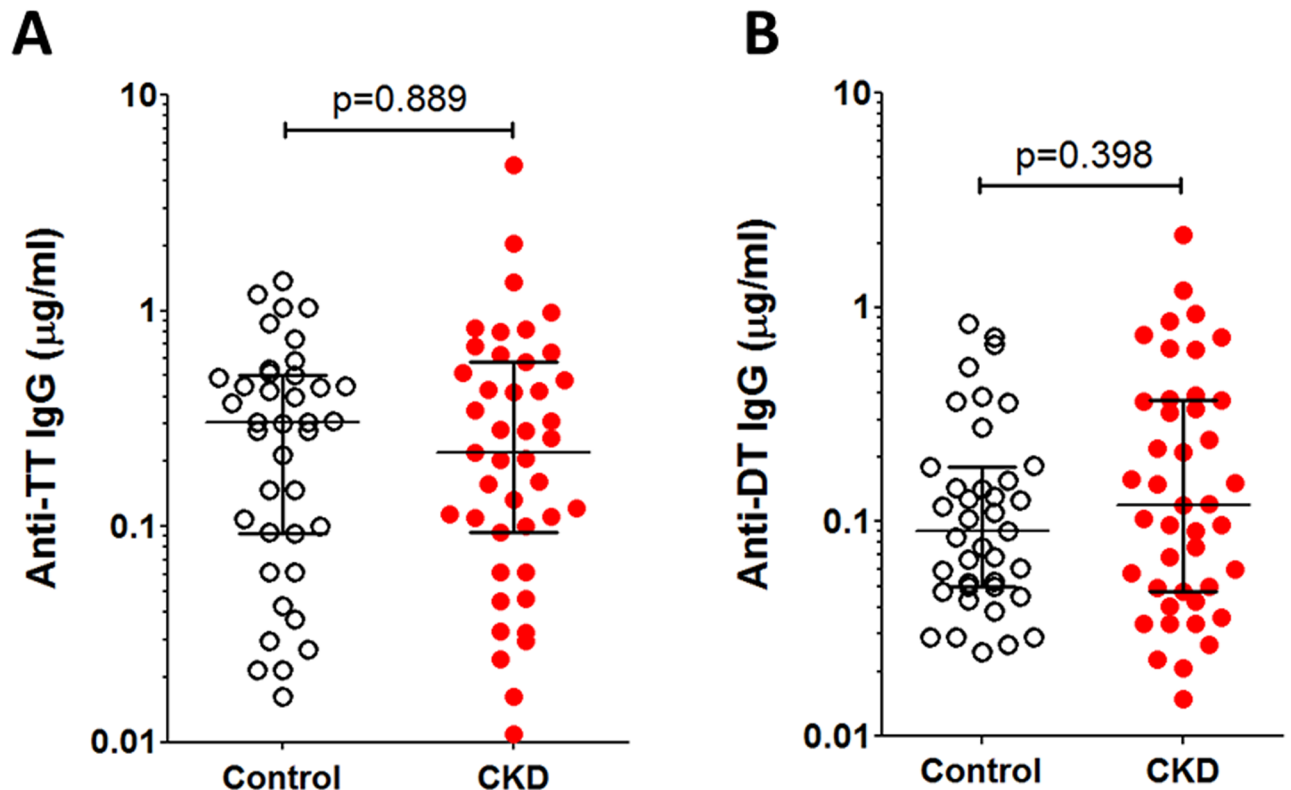 A
Anti-TT IgG (μg/ml)
10
1
0.1
0.01
p=0.889
Control
CKD
B
Anti-DT IgG (μg/ml)
10
1
0.1
0.01
p=0.398
Control
CKD